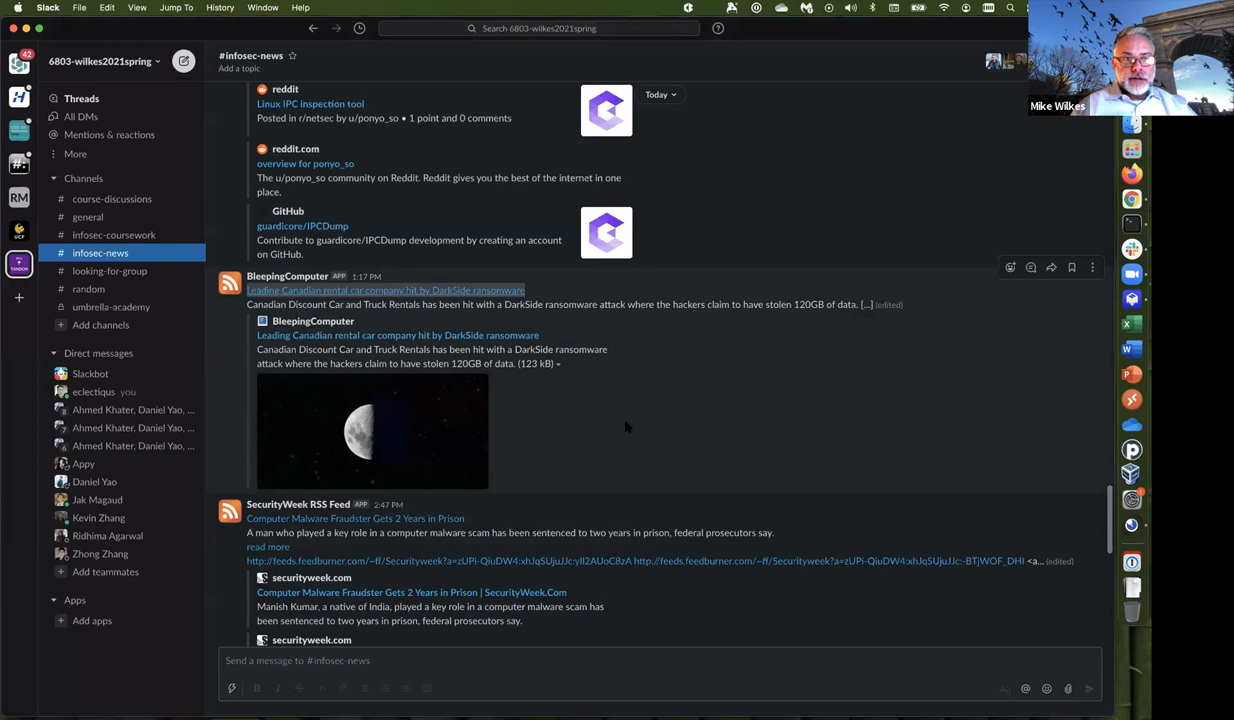 Slack File Edit View Jump To History Window Help
42
6803-wilkes2021spring
Search 6803-wilkes2021spring
Threads
All DMs
Mentions & reactions
More
Channels
# course-discussions
# general
# infosec-coursework
# infosec-news
# looking-for-group
# random
umbrella-academy
Add channels
Direct messages
Slackbot
eclectiqus you
8 Ahmed Khater, Daniel Yao, ...
7 Ahmed Khater, Daniel Yao, ...
6 Ahmed Khater, Daniel Yao, ...
Appy
Daniel Yao
Jak Magaud
Kevin Zhang
Ridhima Agarwal
Zhong Zhang
Add teammates
Apps
Add apps
RM
UCF
TANDON
#infosec-news
Add a topic
Today
reddit
Linux IPC inspection tool
Posted in r/netsec by u/ponyo_so • 1 point and 0 comments
reddit.com
overview for ponyo_so
The u/ponyo_so community on Reddit. Reddit gives you the best of the internet in one
place.
GitHub
guardicore/IPCDump
Contribute to guardicore/IPCDump development by creating an account
on GitHub.
BleepingComputer APP 1:17 PM
Leading Canadian rental car company hit by DarkSide ransomware
Canadian Discount Car and Truck Rentals has been hit with a DarkSide ransomware attack where the hackers claim to have stolen 120GB of data. [...] (edited)
BleepingComputer
Leading Canadian rental car company hit by DarkSide ransomware
Canadian Discount Car and Truck Rentals has been hit with a DarkSide ransomware
attack where the hackers claim to have stolen 120GB of data. (123 kB)
SecurityWeek RSS Feed APP 2:47 PM
Computer Malware Fraudster Gets 2 Years in Prison
A man who played a key role in a computer malware scam has been sentenced to two years in prison, federal prosecutors say.
read more
securityweek.com
Computer Malware Fraudster Gets 2 Years in Prison | SecurityWeek.Com
Manish Kumar, a native of India, played a key role in a computer malware scam has
been sentenced to two years in prison, federal prosecutors say.
securityweek.com
Send a message to #infosec-news
Mike Wilkes